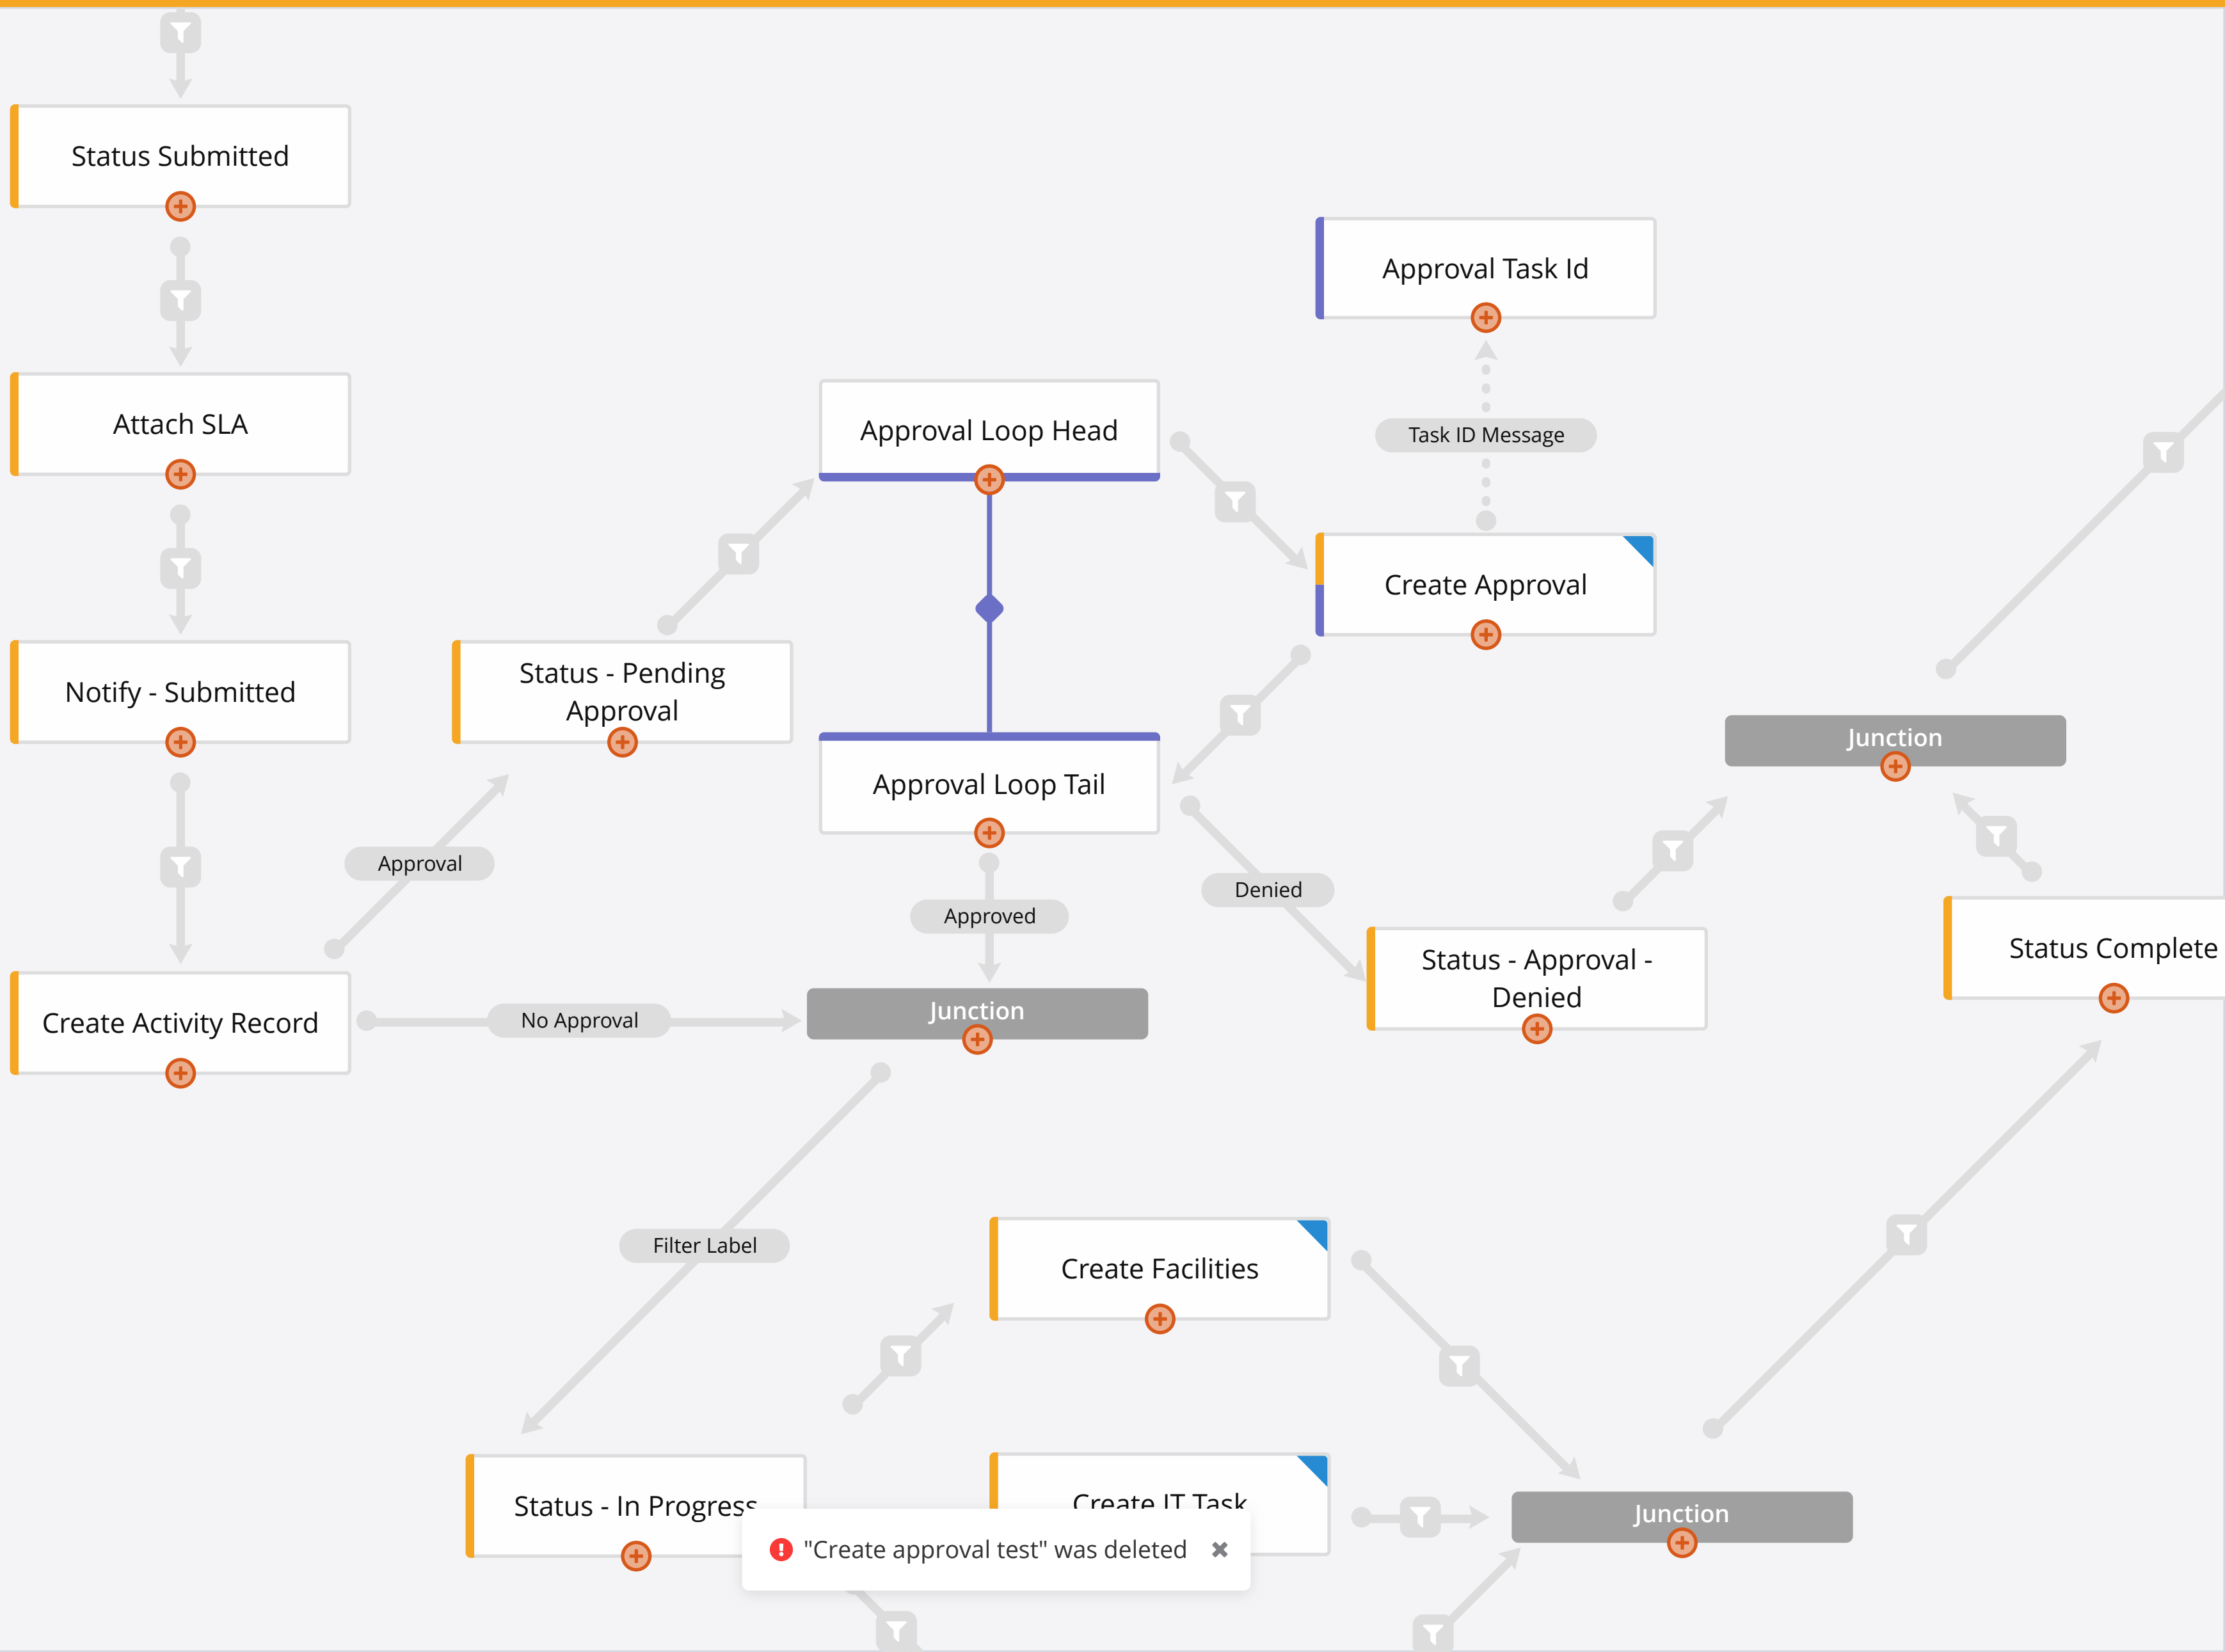 Status Submitted
Approval Task Id
Attach SLA
Approval Loop Head
Task ID Message
Create Approval
Notify - Submitted
Status - Pending
Approval
Junction
Approval Loop Tail
Approval
Denied
Approved
Status - Approval -
Denied
Status Complete
Create Activity Record
No Approval
Junction
Filter Label
Create Facilities
Status - In Progress
Create IT Task
Junction
"Create approval test" was deleted